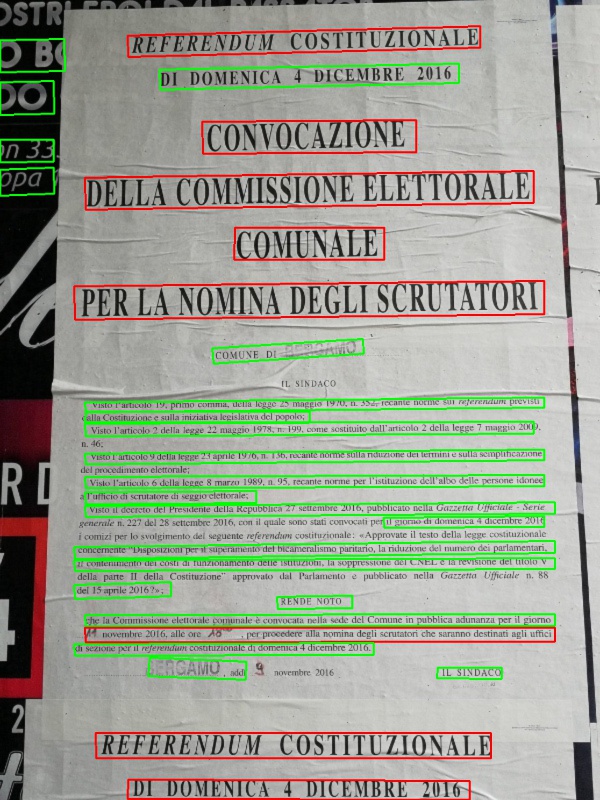 REFERENDUM COSTITUZIONALE
DI DOMENICA 4 DICEMBRE 2016
CONVOCAZIONE
DELLA COMMISSIONE ELETTORALE
COMUNALE
PER LA NOMINA DEGLI SCRUTATORI
COMUNE DI BERGAMO
IL SINDACO
Visto l'articolo 19, primo comma, della legge 25 maggio 1970, n. 352, recante norme sui referendum previsti
dalla Costituzione e sulla iniziativa legislativa del popolo;
Visto l'articolo 2 della legge 22 maggio 1978, n. 199, come sostituito dall'articolo 2 della legge 7 maggio 2009,
n. 46;
Visto l'articolo 9 della legge 23 aprile 1976, n. 136, recante norme sulla riduzione dei termini e sulla semplificazione
del procedimento elettorale;
Visto l'articolo 6 della legge 8 marzo 1989, n. 95, recante norme per l'istituzione dell'albo delle persone idonee
all'ufficio di scrutatore di seggio elettorale;
Visto il decreto del Presidente della Repubblica 27 settembre 2016, pubblicato nella Gazzetta Ufficiale - Serie
generale n. 227 del 28 settembre 2016, con il quale sono stati convocati per il giorno di domenica 4 dicembre 2016
i comizi per lo svolgimento del seguente referendum costituzionale: «Approvate il testo della legge costituzionale
concernente "Disposizioni per il superamento del bicameralismo paritario, la riduzione del numero dei parlamentari,
il contenimento dei costi di funzionamento delle istituzioni, la soppressione del CNEL e la revisione del titolo V
della parte II della Costituzione" approvato dal Parlamento e pubblicato nella Gazzetta Ufficiale n. 88
del 15 aprile 2016?»;
RENDE NOTO
che la Commissione elettorale comunale è convocata nella sede del Comune in pubblica adunanza per il giorno
11 novembre 2016, alle ore , per procedere alla nomina degli scrutatori che saranno destinati agli uffici
di sezione per il referendum costituzionale di domenica 4 dicembre 2016.
BERGAMO, addì 9 novembre 2016
IL SINDACO
REFERENDUM COSTITUZIONALE
DI DOMENICA 4 DICEMBRE 2016